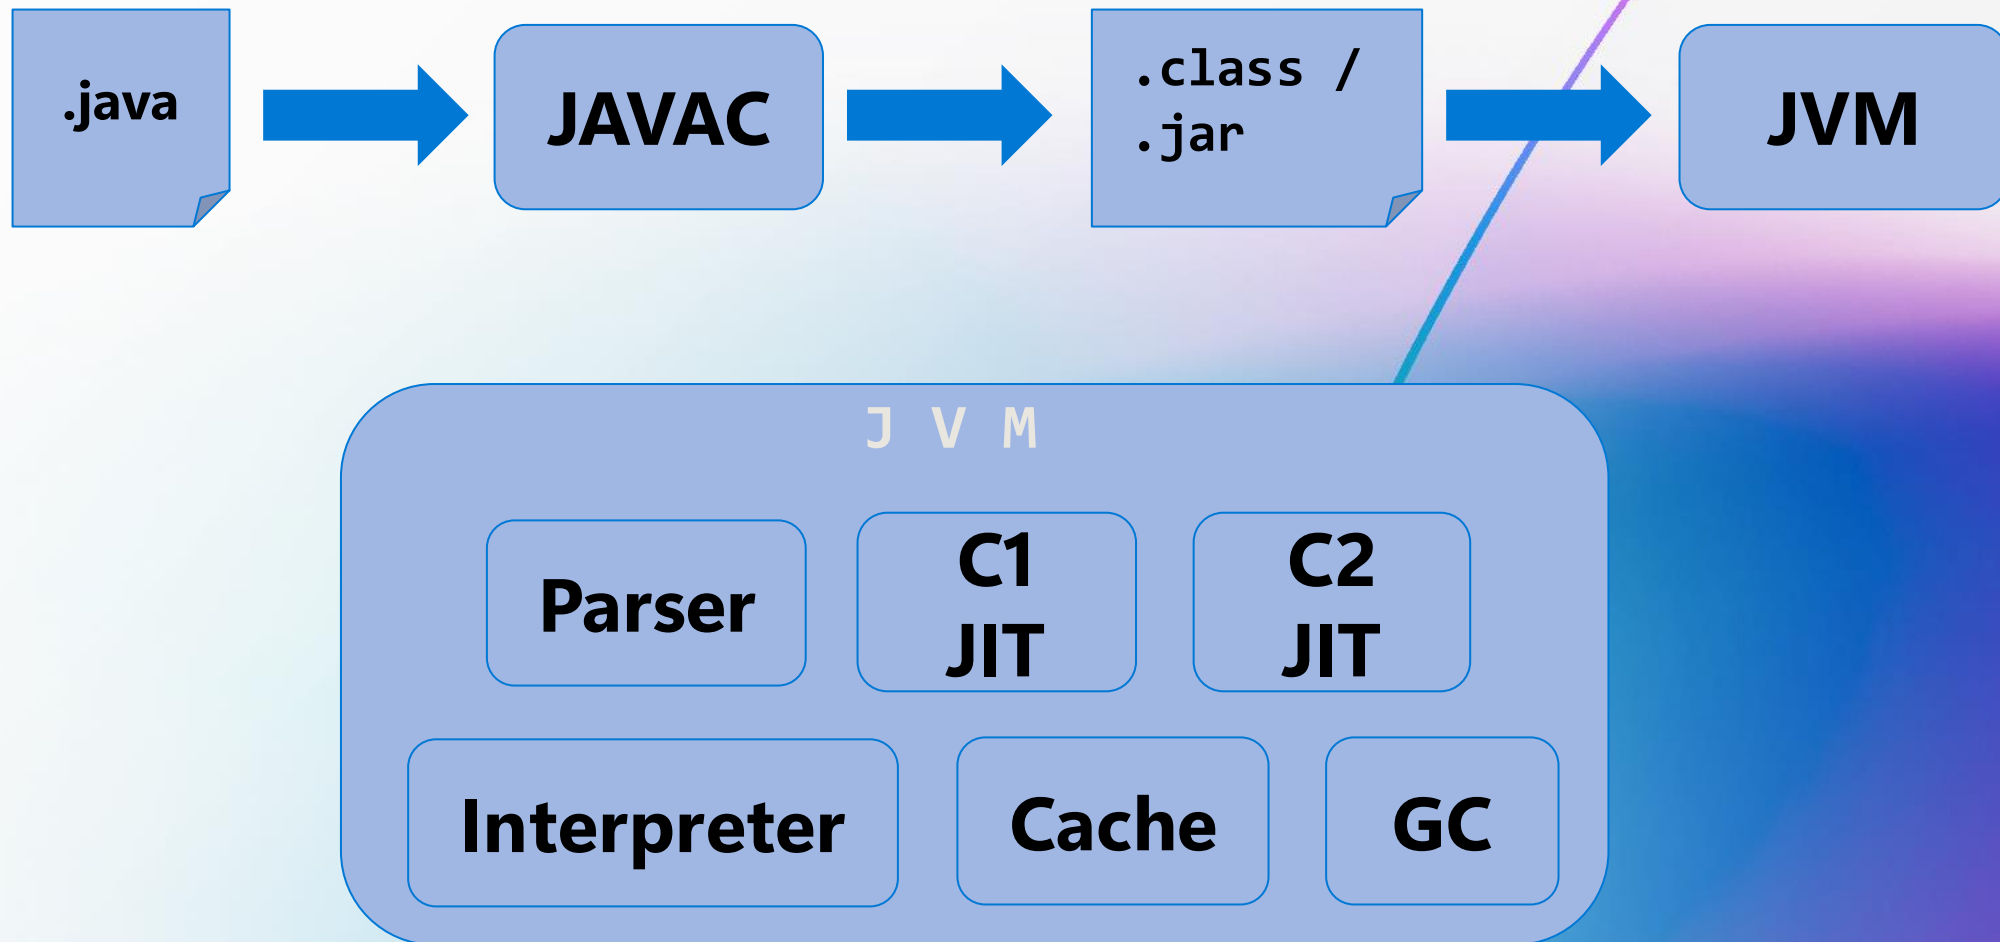 .java
JAVAC
.class /
.jar
JVM
J V M
Parser
C1
JIT
C2
JIT
Interpreter
Cache
GC